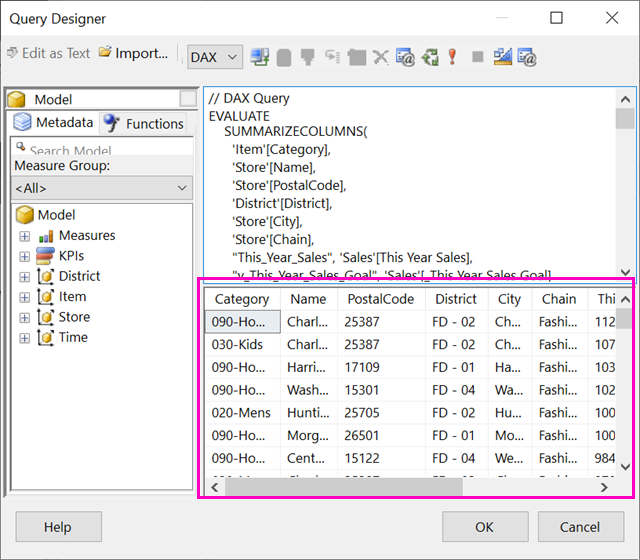 Query Designer
Edit as Text Import... DAX
Model
Metadata Functions
Search Model
Measure Group:
<All>
Model
Measures
KPIs
District
Item
Store
Time
// DAX Query
EVALUATE
SUMMARIZECOLUMNS(
'Item'[Category],
'Store'[Name],
'Store'[PostalCode],
'District'[District],
'Store'[City],
'Store'[Chain],
"This_Year_Sales", 'Sales'[This Year Sales],
"v_This_Year_Sales_Goal", 'Sales'[_This Year Sales Goal],
Category Name PostalCode District City Chain Thi
090-Ho... Charl... 25387 FD - 02 Ch... Fashi... 112
030-Kids Charl... 25387 FD - 02 Ch... Fashi... 107
090-Ho... Harri... 17109 FD - 01 Ha... Fashi... 103
090-Ho... Wash... 15301 FD - 04 Wa... Fashi... 102
020-Mens Hunti... 25705 FD - 02 Hu... Fashi... 100
090-Ho... Morg... 26501 FD - 01 Mo... Fashi... 100
090-Ho... Cent... 15122 FD - 04 We... Fashi... 984
Help OK Cancel